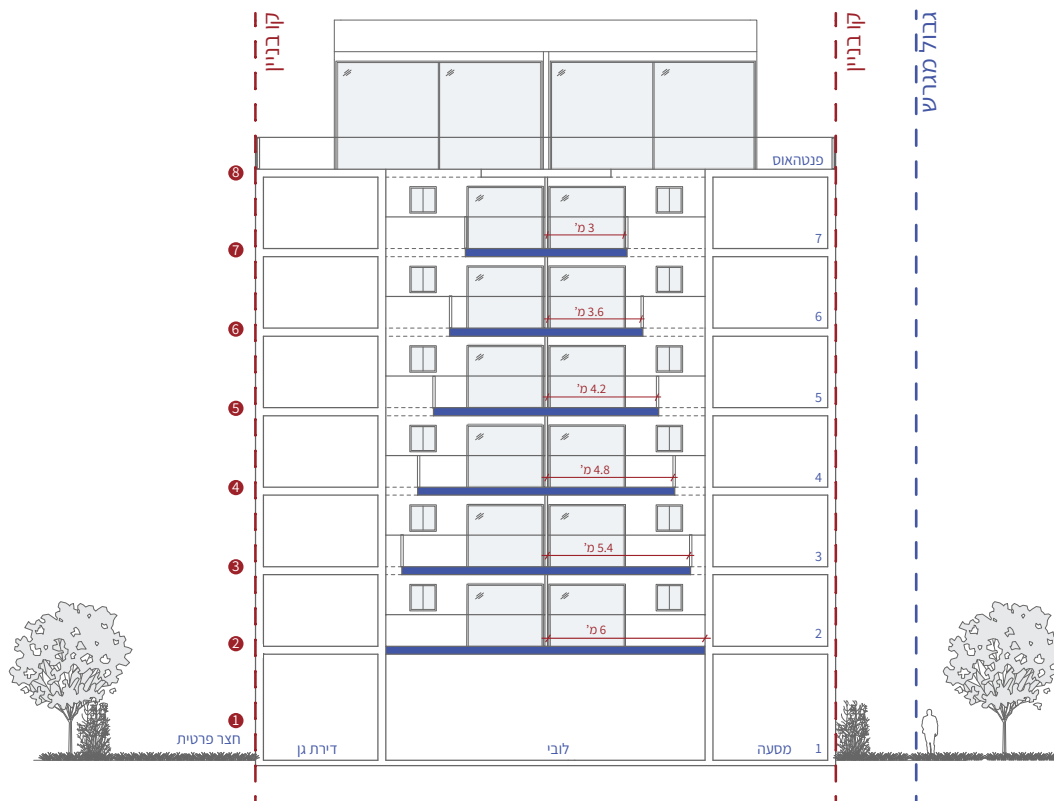 קו בניין
קו בניין
גבול מגרש
פנטהאוס
8
3 מ'
7
7
3.6 מ'
6
6
4.2 מ'
5
5
4.8 מ'
4
4
5.4 מ'
3
3
6 מ'
2
2
1
חצר פרטית
דירת גן
לובי
מסעה
1